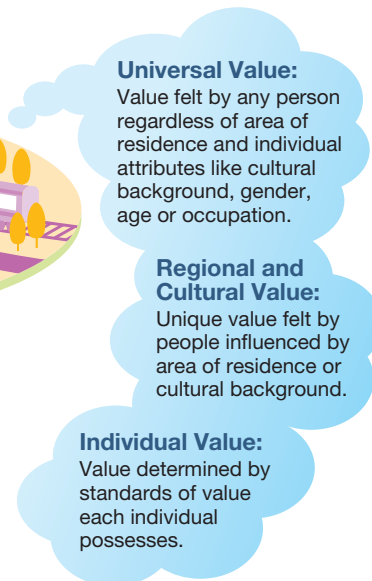 Universal Value:
Value felt by any person
regardless of area of
residence and individual
attributes like cultural
background, gender,
age or occupation.
Regional and
Cultural Value:
Unique value felt by
people influenced by
area of residence or
cultural background.
Individual Value:
Value determined by
standards of value
each individual
possesses.